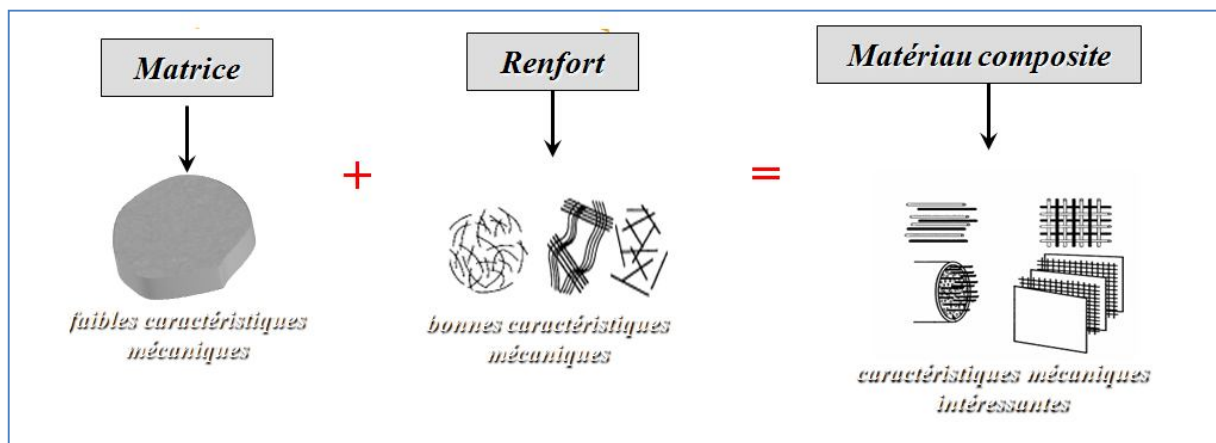 Matrice
Renfort
Matériau composite
+
=
faibles caractéristiques
mécaniques
bonnes caractéristiques
mécaniques
caractéristiques mécaniques
intéressantes